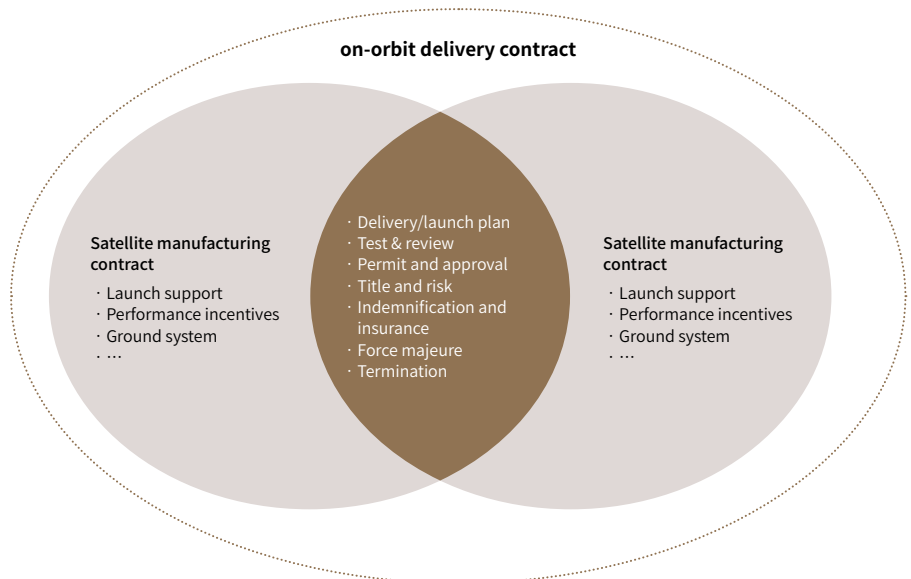 on-orbit delivery contract
Satellite manufacturing
contract
· Launch support
· Performance incentives
· Ground system
· ...
· Delivery/launch plan
· Test & review
· Permit and approval
· Title and risk
· Indemnification and
insurance
· Force majeure
· Termination
Satellite manufacturing
contract
· Launch support
· Performance incentives
· Ground system
· ...